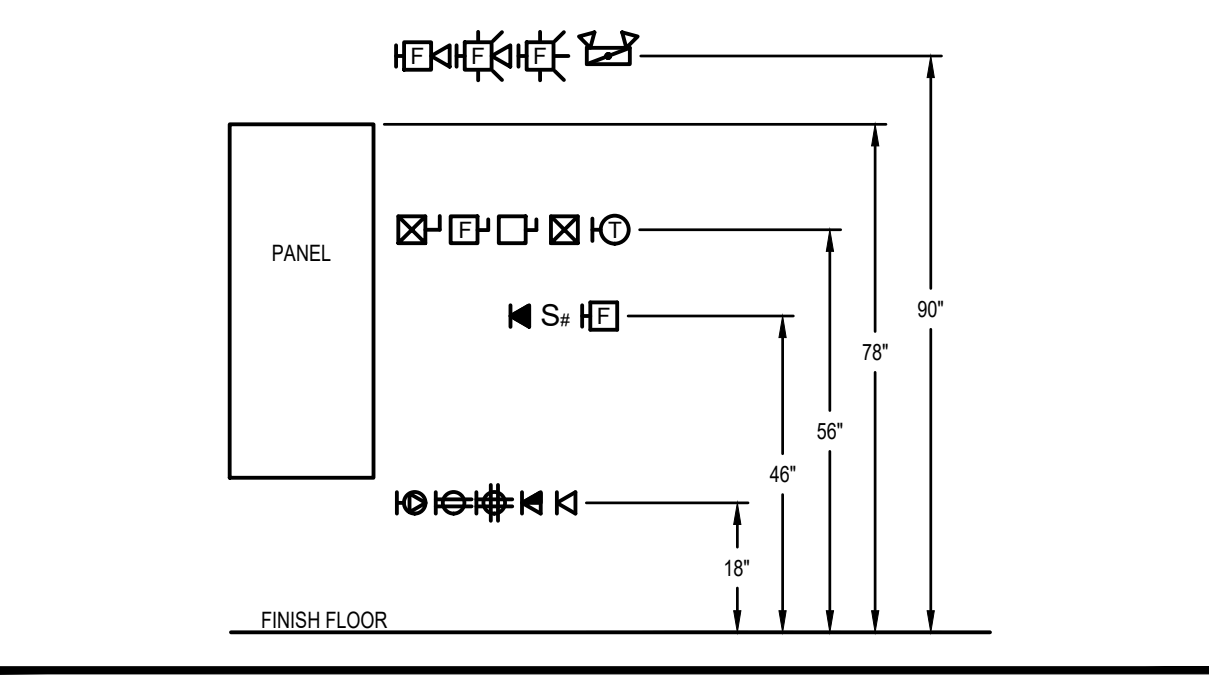 F F F
PANEL
F T
S# F
90"
78"
56"
46"
18"
FINISH FLOOR